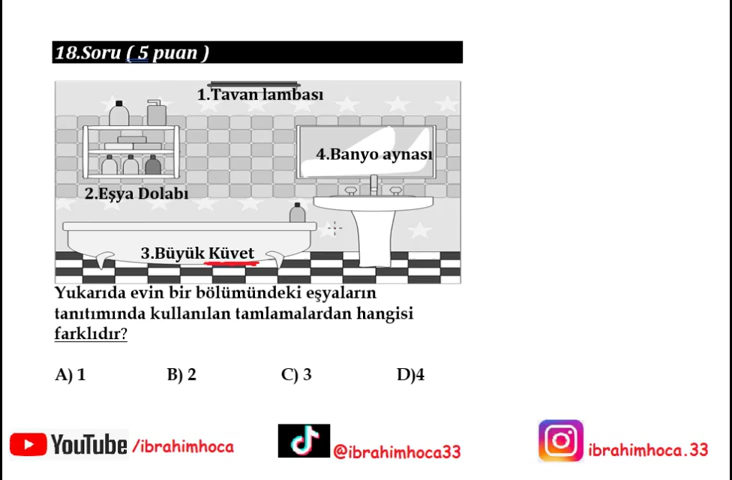 18.Soru ( 5 puan )
1.Tavan lambası
4.Banyo aynası
2.Eşya Dolabı
3.Büyük Küvet
Yukarıda evin bir bölümündeki eşyaların
tanıtımında kullanılan tamlamalardan hangisi
farklıdır?
A) 1 B) 2 C) 3 D)4
YouTube /ibrahimhoca @ibrahimhoca33 ibrahimhoca.33